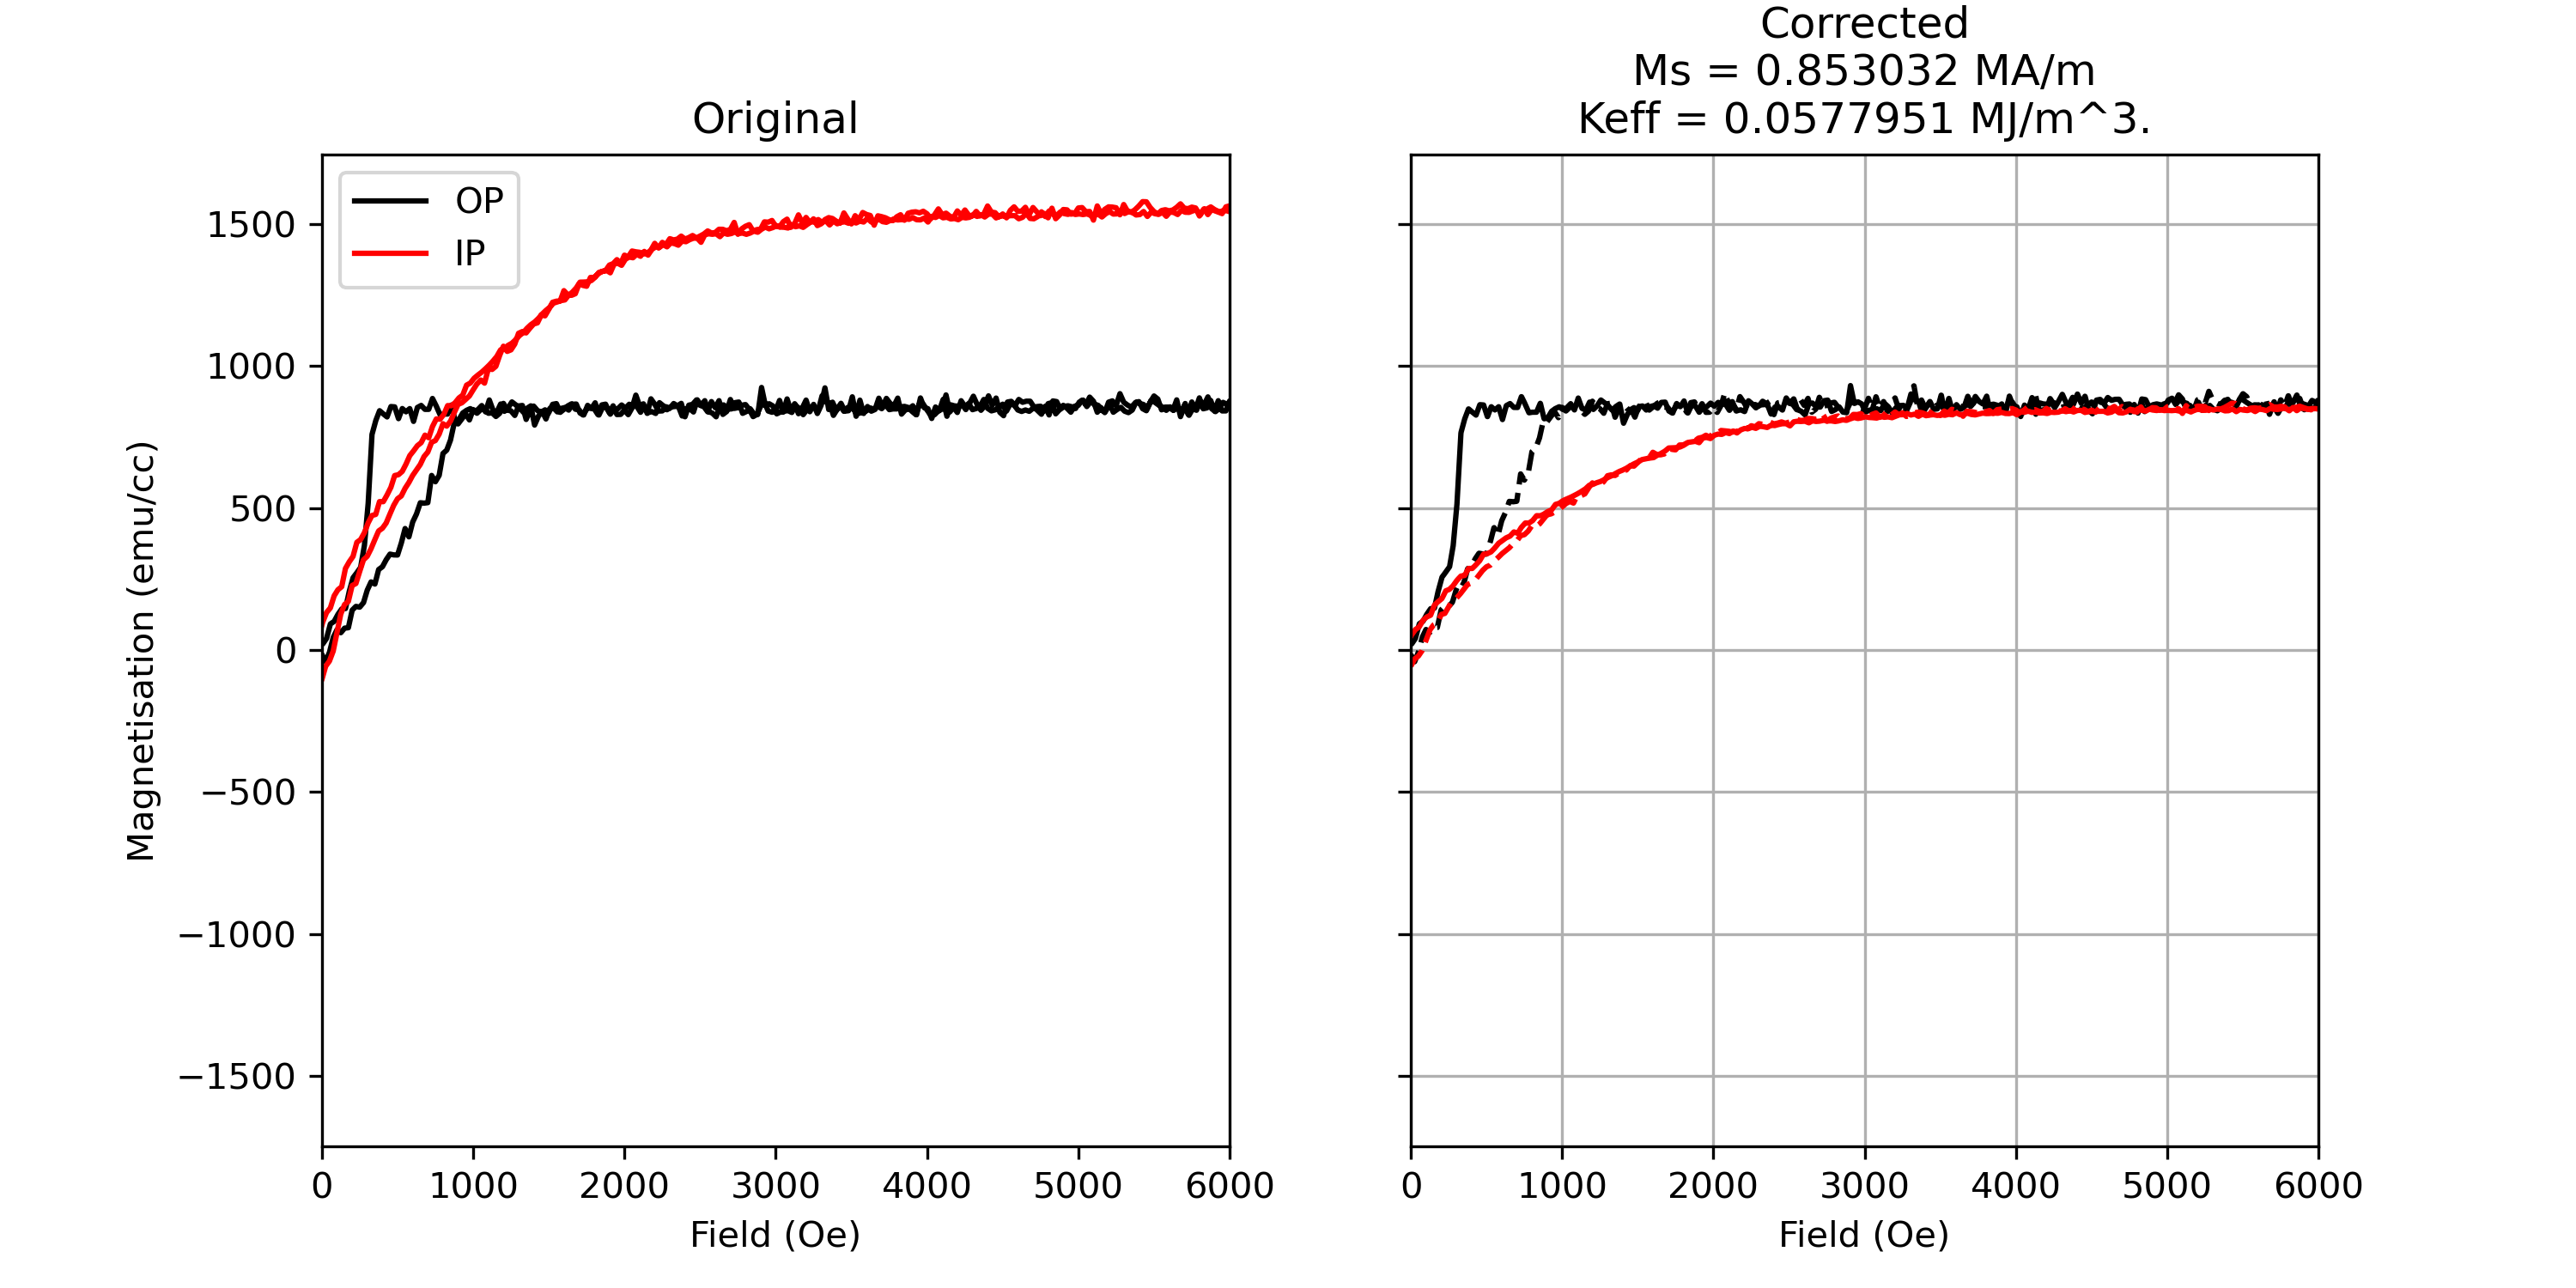 Original
OP
IP
1500
1000
500
0
−500
−1000
−1500
Magnetisation (emu/cc)
0 1000 2000 3000 4000 5000 6000
Field (Oe)
Corrected
Ms = 0.853032 MA/m
Keff = 0.0577951 MJ/m^3.
0 1000 2000 3000 4000 5000 6000
Field (Oe)